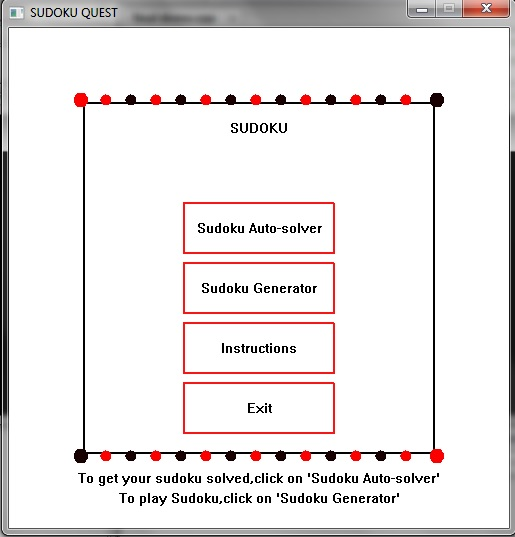 SUDOKU QUEST
SUDOKU
Sudoku Auto-solver
Sudoku Generator
Instructions
Exit
To get your sudoku solved,click on 'Sudoku Auto-solver'
To play Sudoku,click on 'Sudoku Generator'